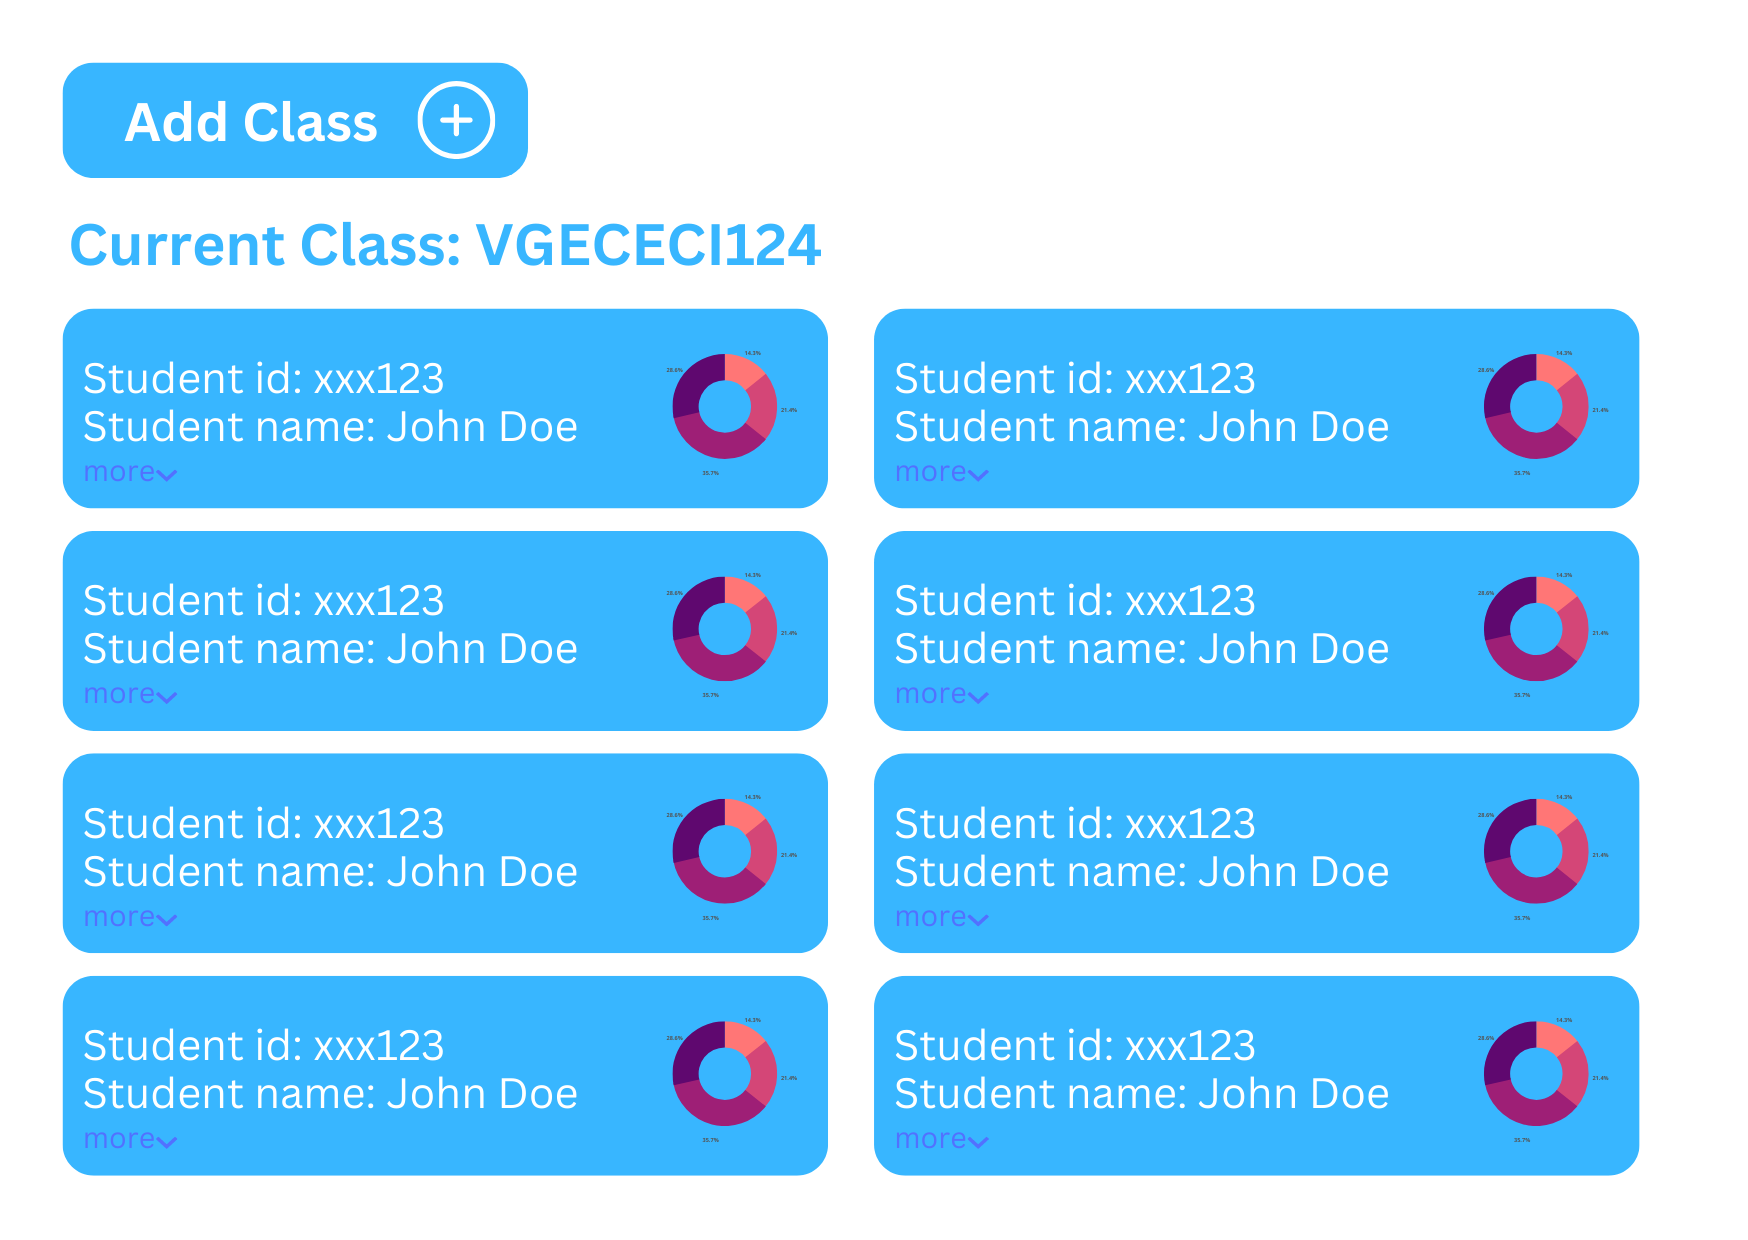 Add Class
Current Class: VGECECI124
Student id: xxx123
Student name: John Doe
more
14.3%
28.6%
21.4%
35.7%
Student id: xxx123
Student name: John Doe
more
14.3%
28.6%
21.4%
35.7%
Student id: xxx123
Student name: John Doe
more
14.3%
28.6%
21.4%
35.7%
Student id: xxx123
Student name: John Doe
more
14.3%
28.6%
21.4%
35.7%
Student id: xxx123
Student name: John Doe
more
14.3%
28.6%
21.4%
35.7%
Student id: xxx123
Student name: John Doe
more
14.3%
28.6%
21.4%
35.7%
Student id: xxx123
Student name: John Doe
more
14.3%
28.6%
21.4%
35.7%
Student id: xxx123
Student name: John Doe
more
14.3%
28.6%
21.4%
35.7%